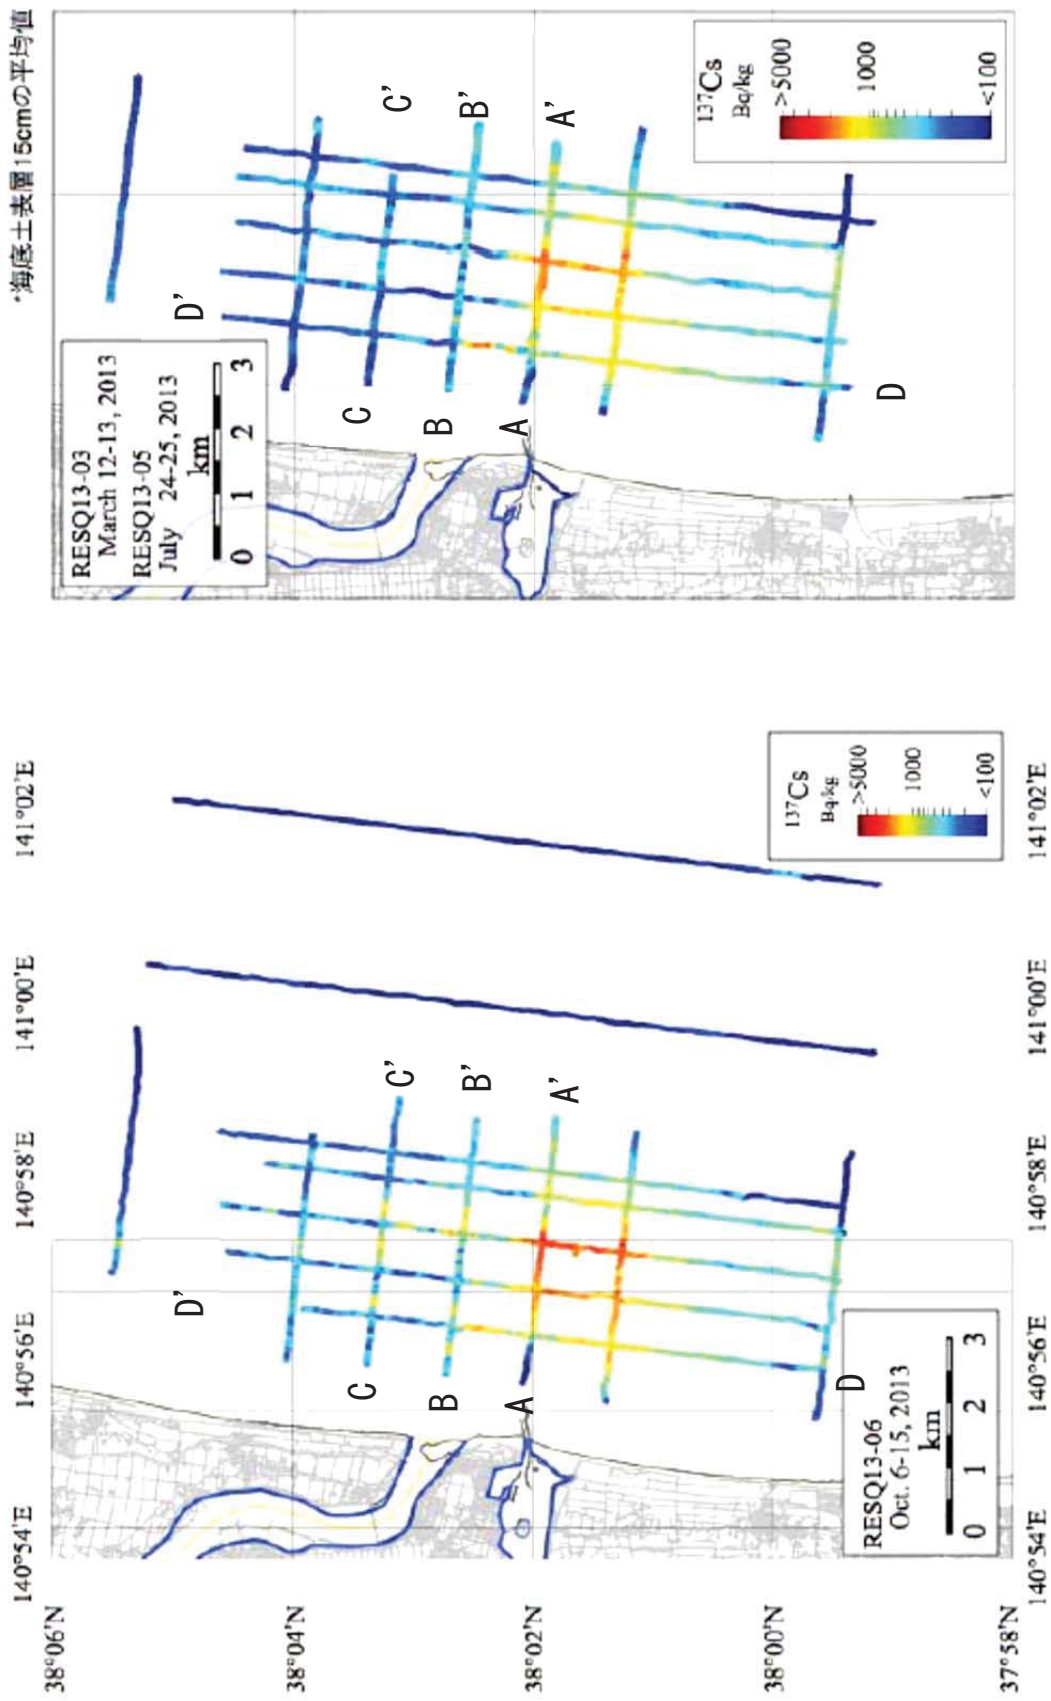 *海底土表層15cmの平均値
RESQ13-03
March 12-13, 2013
RESQ13-05
July 24-25, 2013
km
0 1 2 3
D'
C'
B'
A'
C
B
A
D
137Cs
Bq/kg
>5000
1000
<100
140°54'E 140°56'E 140°58'E 141°00'E 141°02'E
38°06'N
38°04'N
38°02'N
38°00'N
37°58'N
D'
C'
B'
A'
C
B
A
D
RESQ13-06
Oct. 6-15, 2013
km
0 1 2 3
137Cs
Bq/kg
>5000
1000
<100
140°54'E 140°56'E 140°58'E 141°00'E 141°02'E